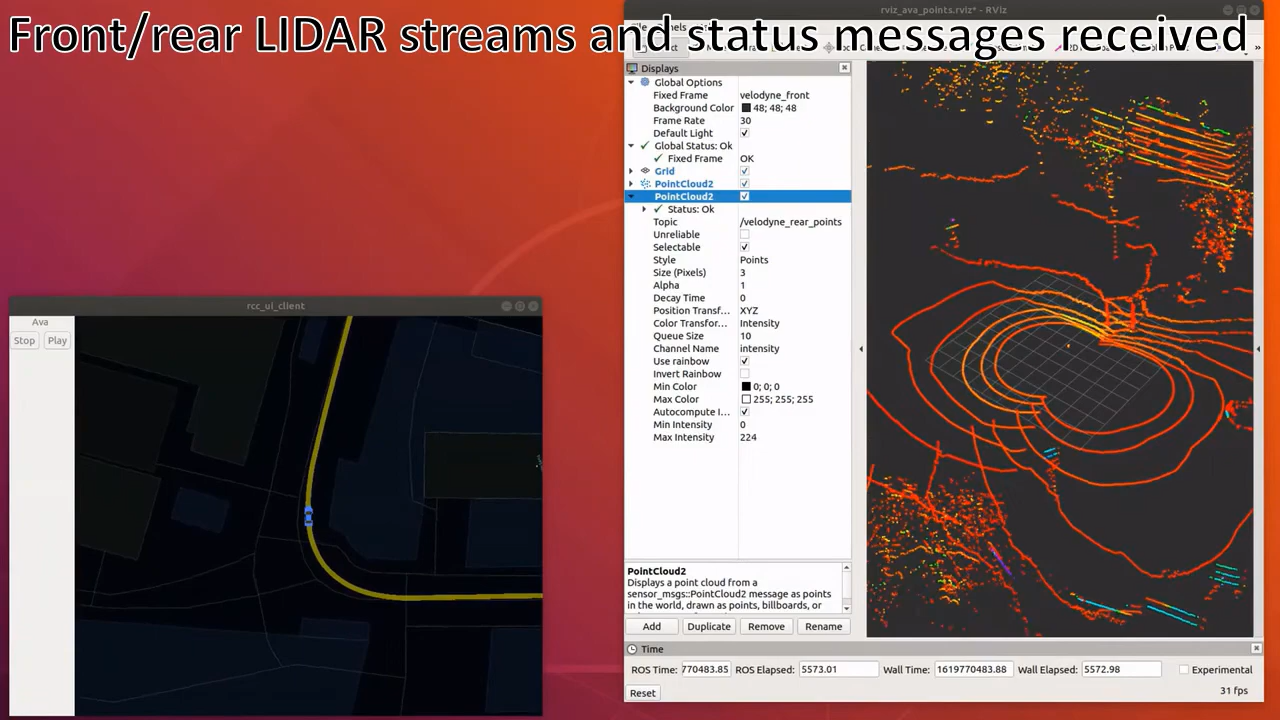 Front/rear LIDAR streams and status messages received
rviz_ava_points.rviz* - RViz
Displays
Global Options
Fixed Frame velodyne_front
Background Color 48; 48; 48
Frame Rate 30
Default Light
Global Status: Ok
Fixed Frame OK
Grid
PointCloud2
PointCloud2
Status: Ok
Topic /velodyne_rear_points
Unreliable
Selectable
Style Points
Size (Pixels) 3
Alpha 1
Decay Time 0
Position Transf... XYZ
Color Transfor... Intensity
Queue Size 10
Channel Name intensity
Use rainbow
Invert Rainbow
Min Color 0; 0; 0
Max Color 255; 255; 255
Autocompute I...
Min Intensity 0
Max Intensity 224
PointCloud2
Displays a point cloud from a
sensor_msgs::PointCloud2 message as points
in the world, drawn as points, billboards, or
Add Duplicate Remove Rename
Time
ROS Time: 770483.85 ROS Elapsed: 5573.01 Wall Time: 1619770483.88 Wall Elapsed: 5572.98 Experimental
Reset 31 fps
rcc_ui_client
Ava
Stop Play